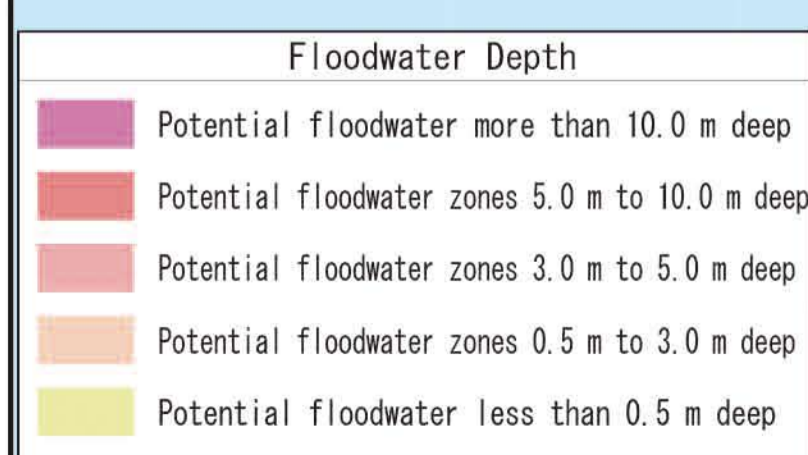 Floodwater Depth
Potential floodwater more than 10.0 m deep
Potential floodwater zones 5.0 m to 10.0 m deep
Potential floodwater zones 3.0 m to 5.0 m deep
Potential floodwater zones 0.5 m to 3.0 m deep
Potential floodwater less than 0.5 m deep